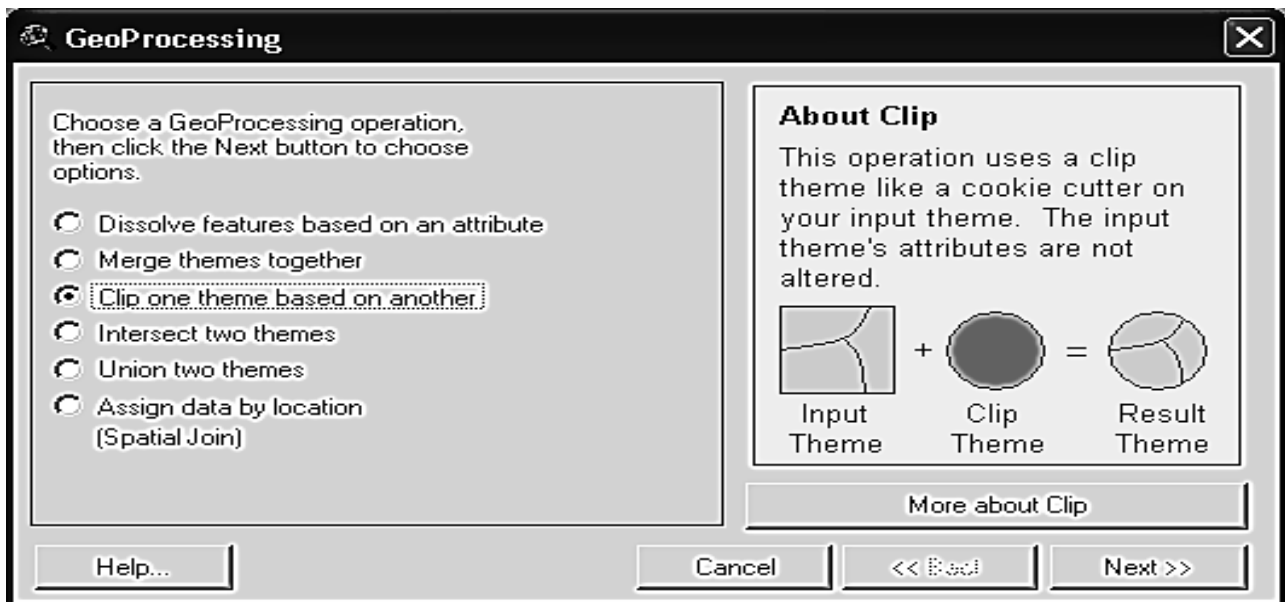 GeoProcessing
Choose a GeoProcessing operation,
then click the Next button to choose
options.
Dissolve features based on an attribute
Merge themes together
Clip one theme based on another
Intersect two themes
Union two themes
Assign data by location
(Spatial Join)
About Clip
This operation uses a clip
theme like a cookie cutter on
your input theme. The input
theme's attributes are not
altered.
+ =
Input Clip Result
Theme Theme Theme
More about Clip
Help... Cancel << Back Next >>